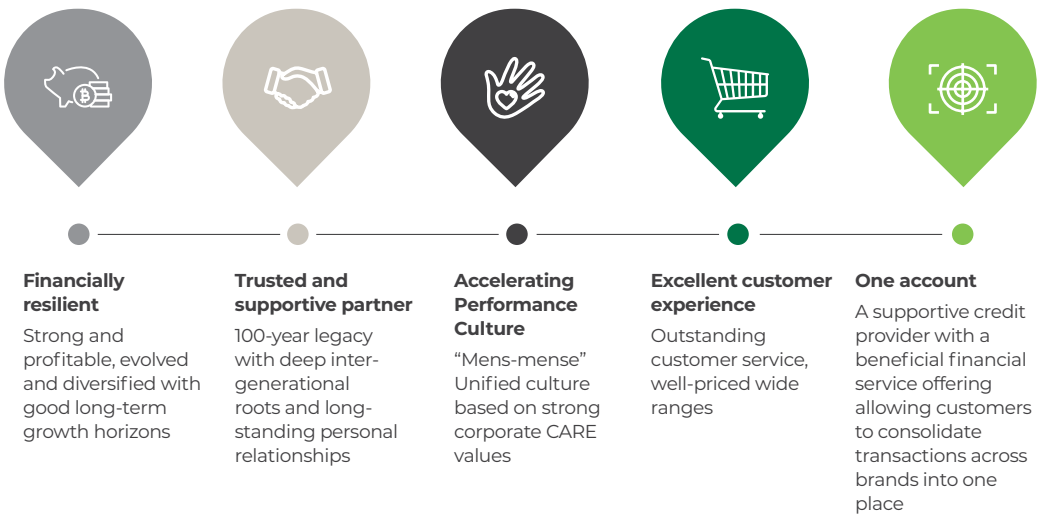 Financially
resilient
Strong and
profitable, evolved
and diversified with
good long-term
growth horizons
Trusted and
supportive partner
100-year legacy
with deep inter-
generational
roots and long-
standing personal
relationships
Accelerating
Performance
Culture
“Mens-mense”
Unified culture
based on strong
corporate CARE
values
Excellent customer
experience
Outstanding
customer service,
well-priced wide
ranges
One account
A supportive credit
provider with a
beneficial financial
service offering
allowing customers
to consolidate
transactions across
brands into one
place